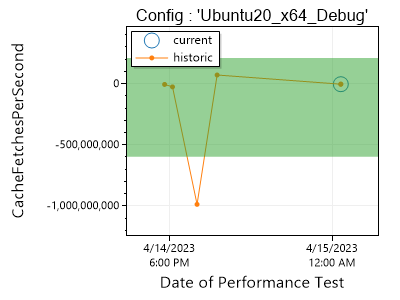 Config : 'Ubuntu20_x64_Debug'
current
historic
CacheFetchesPerSecond
0
-500,000,000
-1,000,000,000
4/14/2023
6:00 PM
4/15/2023
12:00 AM
Date of Performance Test